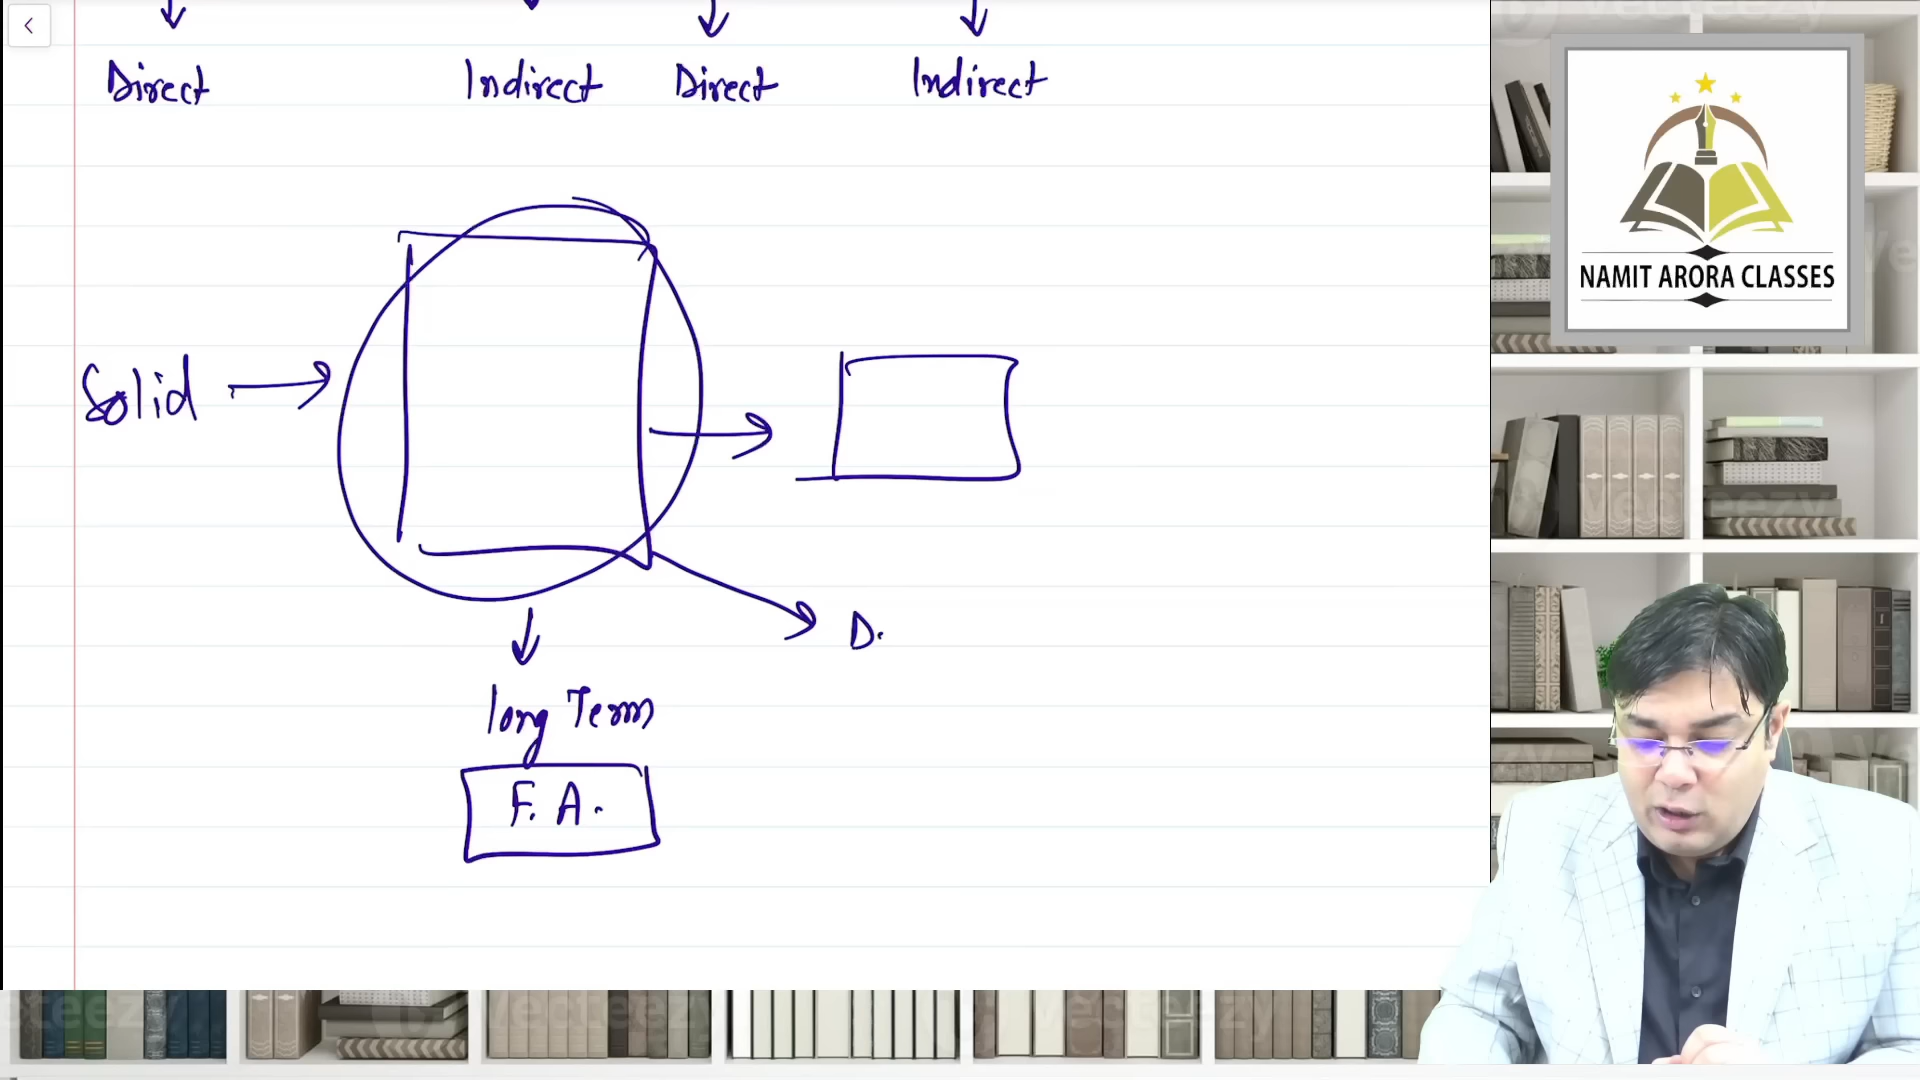 Direct Indirect Direct Indirect
Solid
D.
long Term
F. A.
NAMIT ARORA CLASSES